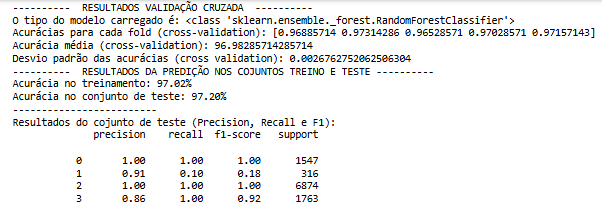 ----------  RESULTADOS VALIDAÇÃO CRUZADA  ----------
O tipo do modelo carregado é: <class 'sklearn.ensemble._forest.RandomForestClassifier'>
Acurácias para cada fold (cross-validation): [0.96885714 0.97314286 0.96528571 0.97028571 0.97157143]
Acurácia média (cross-validation): 96.98285714285714
Desvio padrão das acurácias (cross validation): 0.0026762752062506304
----------  RESULTADOS DA PREDIÇÃO NOS COJUNTOS TREINO E TESTE ----------
Acurácia no treinamento: 97.02%
Acurácia no conjunto de teste: 97.20%
-------------------------
Resultados do cojunto de teste (Precision, Recall e F1):
precision    recall  f1-score   support
0       1.00      1.00      1.00      1547
1       0.91      0.10      0.18       316
2       1.00      1.00      1.00      6874
3       0.86      1.00      0.92      1763